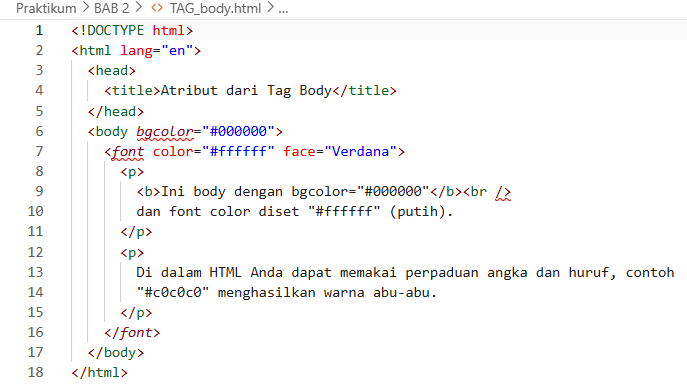 Praktikum > BAB 2 > <> TAG_body.html > ...
1 <!DOCTYPE html>
2 <html lang="en">
3 <head>
4 <title>Atribut dari Tag Body</title>
5 </head>
6 <body bgcolor="#000000">
7 <font color="#ffffff" face="Verdana">
8 <p>
9 <b>Ini body dengan bgcolor="#000000"</b><br />
10 dan font color diset "#ffffff" (putih).
11 </p>
12 <p>
13 Di dalam HTML Anda dapat memakai perpaduan angka dan huruf, contoh
14 "#c0c0c0" menghasilkan warna abu-abu.
15 </p>
16 </font>
17 </body>
18 </html>